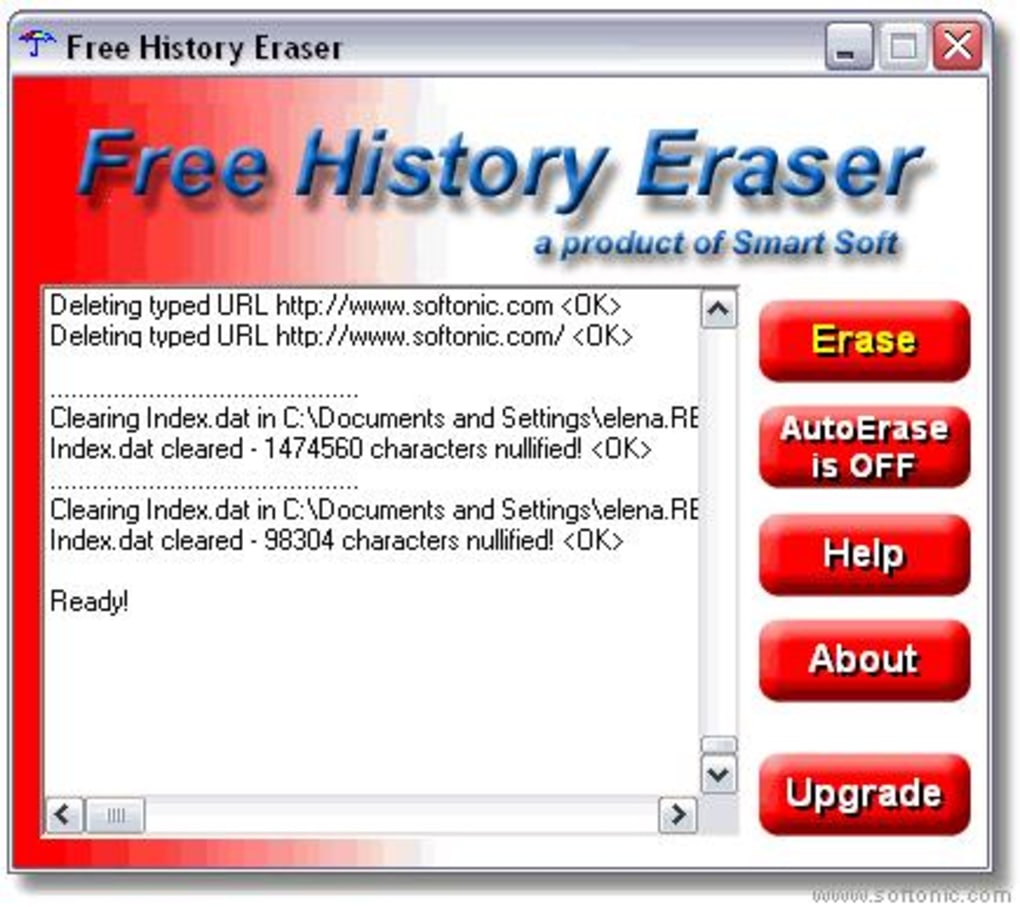 Free History Eraser
Free History Eraser
a product of Smart Soft
Deleting typed URL http://www.softonic.com <OK>
Deleting typed URL http://www.softonic.com/ <OK>
............................................
Clearing Index.dat in C:\Documents and Settings\elena.RE
Index.dat cleared - 1474560 characters nullified! <OK>
............................................
Clearing Index.dat in C:\Documents and Settings\elena.RE
Index.dat cleared - 98304 characters nullified! <OK>
Ready!
Erase
AutoErase
is OFF
Help
About
Upgrade
www.softonic.com